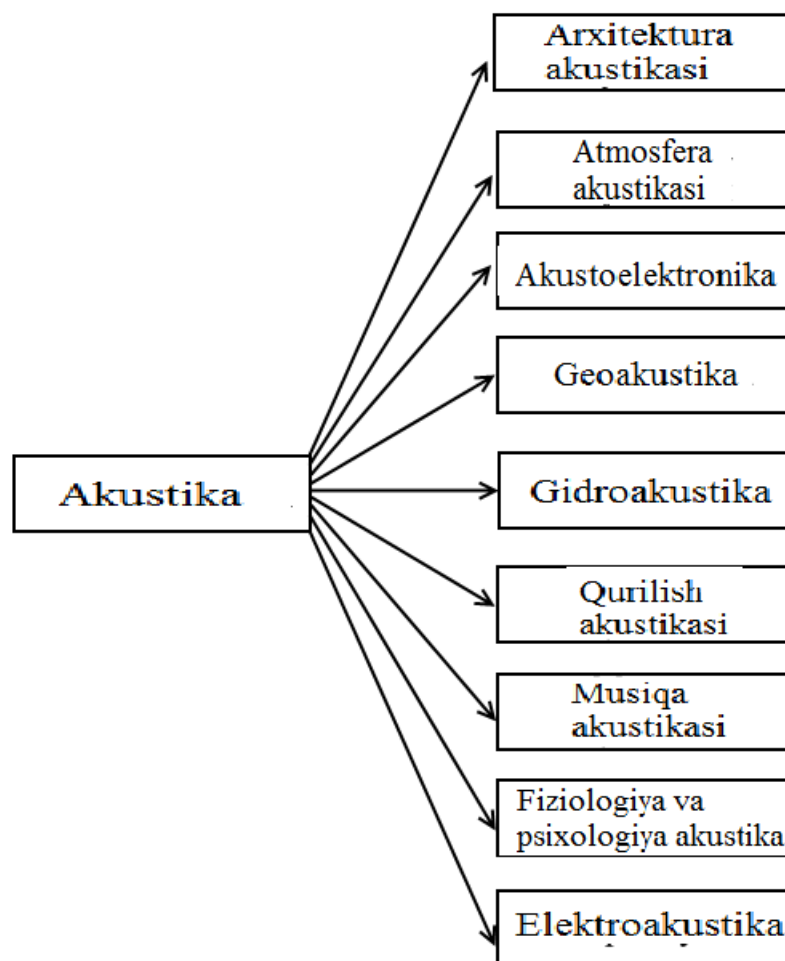 Arxitektura
akustikasi
Atmosfera
akustikasi
Akustoelektronika
Geoakustika
Akustika
Gidroakustika
Qurilish
akustikasi
Musiqa
akustikasi
Fiziologiya va
psixologiya akustika
Elektroakustika